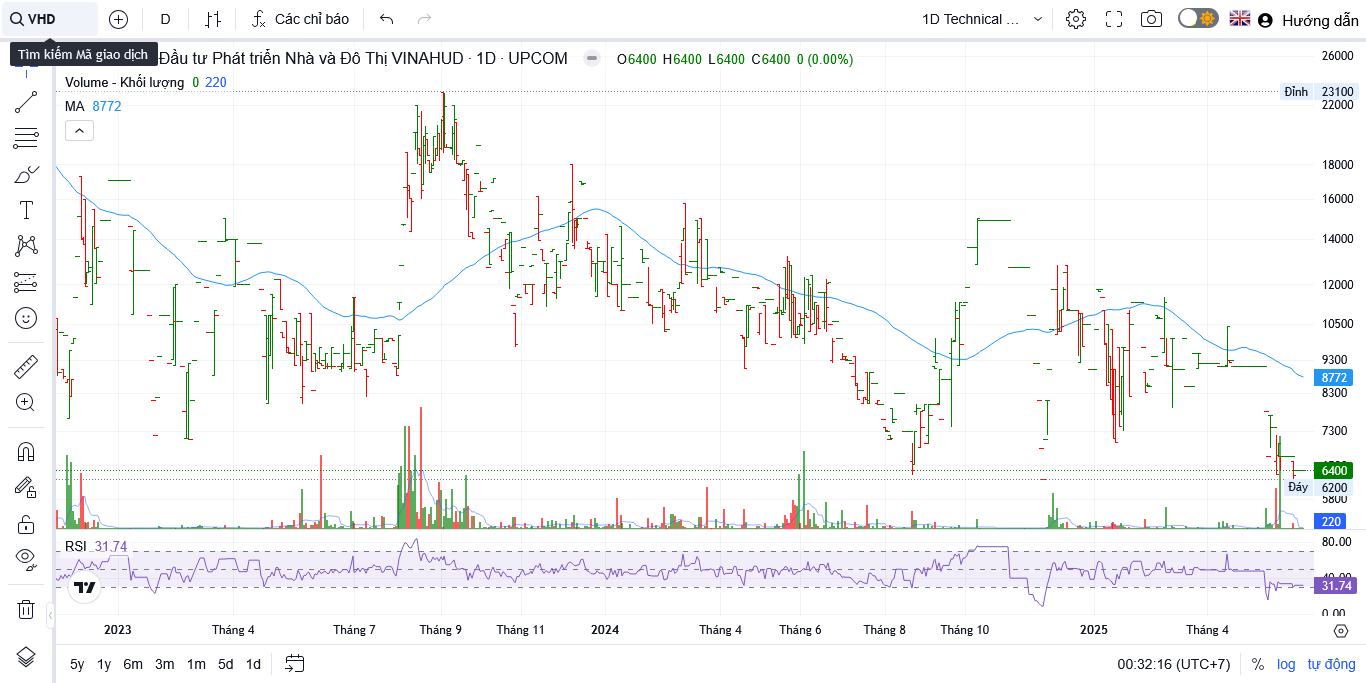 VHD D Các chỉ báo 1D Technical ... Hướng dẫn
Tìm kiếm Mã giao dịch Đầu tư Phát triển Nhà và Đô Thị VINAHUD · 1D · UPCOM O6400 H6400 L6400 C6400 0 (0.00%)
Volume - Khối lượng 0 220
MA 8772
26000
Đỉnh 23100
22000
18000
16000
14000
12000
10500
9300
8772
8300
7300
6400
Đáy 6200
5800
220
RSI 31.74
80.00
40.00
31.74
0.00
2023 Tháng 4 Tháng 7 Tháng 9 Tháng 11 2024 Tháng 4 Tháng 6 Tháng 8 Tháng 10 2025 Tháng 4
5y 1y 6m 3m 1m 5d 1d 00:32:16 (UTC+7) % log tự động